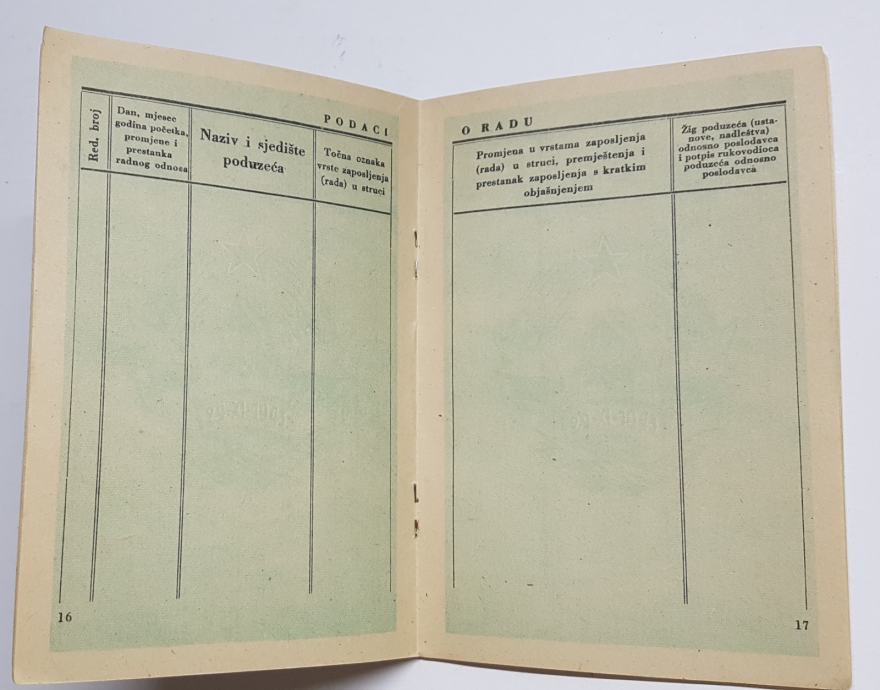 PODACI
Red. broj
Dan, mjesec
godina početka,
promjene i
prestanka
radnog odnosa
Naziv i sjedište
poduzeća
Točna oznaka
vrste zaposljenja
(rada) u struci
16
O RADU
Promjena u vrstama zaposljenja
(rada) u struci, premještenja i
prestanak zaposljenja s kratkim
objašnjenjem
Žig poduzeća (usta-
nove, nadleštva)
odnosno poslodavca
i potpis rukovodioca
poduzeća odnosno
poslodavca
17